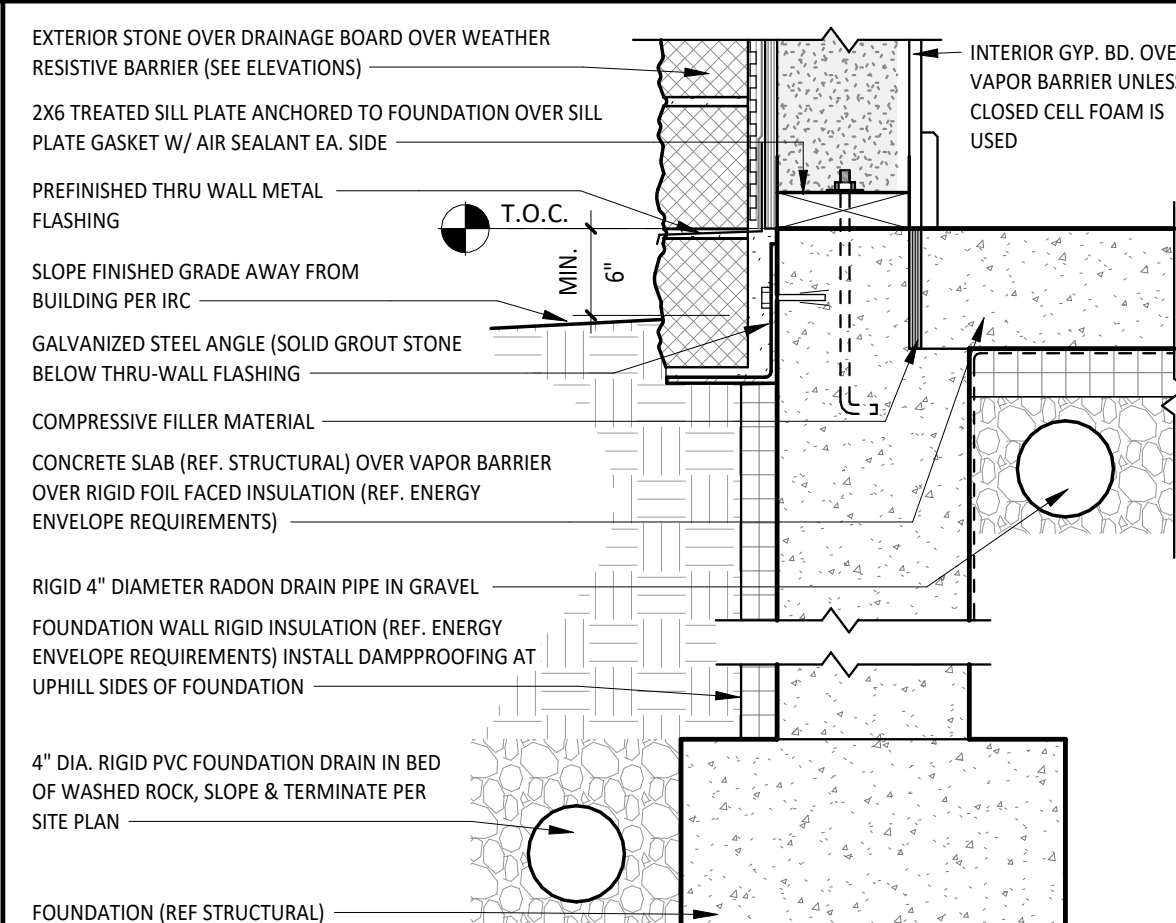 EXTERIOR STONE OVER DRAINAGE BOARD OVER WEATHER
RESISTIVE BARRIER (SEE ELEVATIONS)
2X6 TREATED SILL PLATE ANCHORED TO FOUNDATION OVER SILL
PLATE GASKET W/ AIR SEALANT EA. SIDE
PREFINISHED THRU WALL METAL
FLASHING
SLOPE FINISHED GRADE AWAY FROM
BUILDING PER IRC
GALVANIZED STEEL ANGLE (SOLID GROUT STONE
BELOW THRU-WALL FLASHING
COMPRESSIVE FILLER MATERIAL
CONCRETE SLAB (REF. STRUCTURAL) OVER VAPOR BARRIER
OVER RIGID FOIL FACED INSULATION (REF. ENERGY
ENVELOPE REQUIREMENTS)
RIGID 4" DIAMETER RADON DRAIN PIPE IN GRAVEL
FOUNDATION WALL RIGID INSULATION (REF. ENERGY
ENVELOPE REQUIREMENTS) INSTALL DAMPPROOFING AT
UPHILL SIDES OF FOUNDATION
4" DIA. RIGID PVC FOUNDATION DRAIN IN BED
OF WASHED ROCK, SLOPE & TERMINATE PER
SITE PLAN
FOUNDATION (REF STRUCTURAL)
T.O.C.
MIN.
6"
INTERIOR GYP. BD. OVE
VAPOR BARRIER UNLES
CLOSED CELL FOAM IS
USED